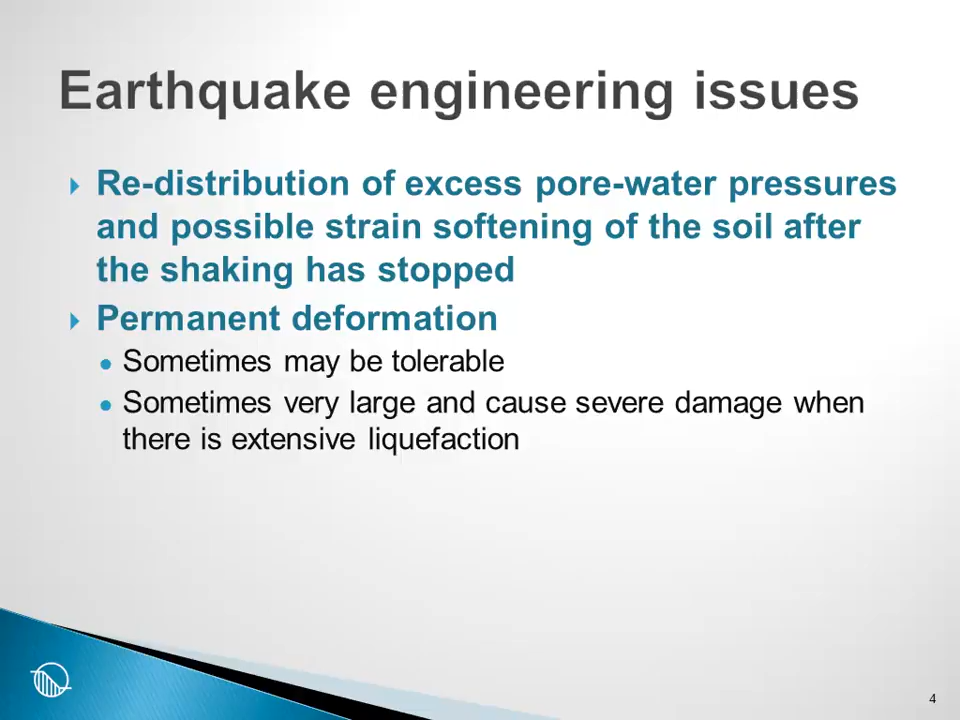 Earthquake engineering issues
Re-distribution of excess pore-water pressures
and possible strain softening of the soil after
the shaking has stopped
Permanent deformation
Sometimes may be tolerable
Sometimes very large and cause severe damage when
there is extensive liquefaction
4